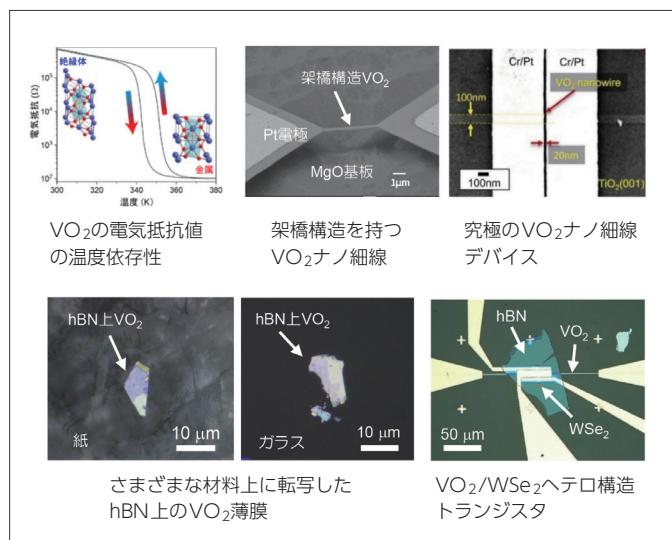 絶縁体
金属
電気抵抗 (Ω)
10⁵
10⁴
10³
10²
300
320
340
360
380
温度 (K)
架橋構造VO₂
Pt電極
MgO基板
1μm
Cr/Pt
Cr/Pt
VO₂ nanowire
100nm
20nm
100nm
TiO₂(001)
VO₂の電気抵抗値
の温度依存性
架橋構造を持つ
VO₂ナノ細線
究極のVO₂ナノ細線
デバイス
hBN上VO₂
紙
10 μm
hBN上VO₂
ガラス
10 μm
hBN
VO₂
WSe₂
50 μm
さまざまな材料上に転写した
hBN上のVO₂薄膜
VO₂/WSe₂ヘテロ構造
トランジスタ